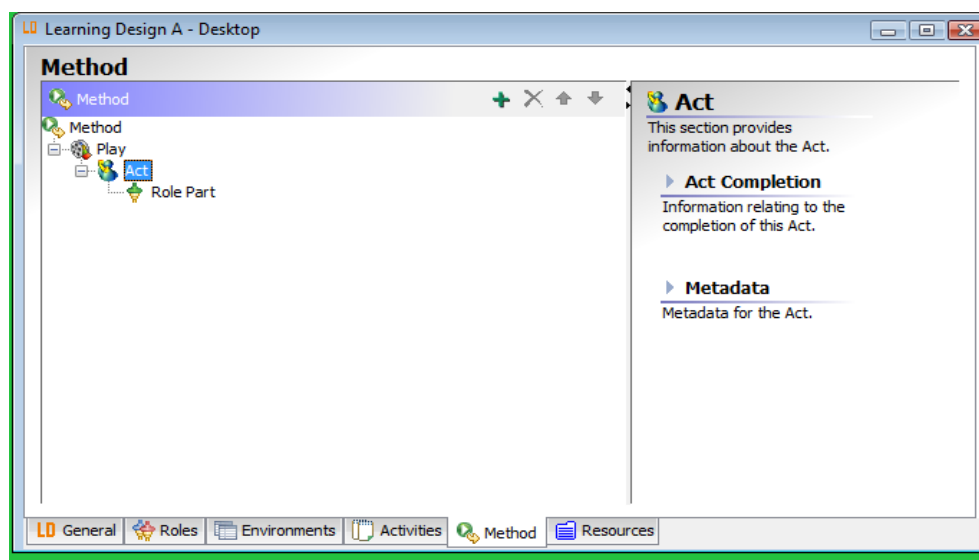 LD Learning Design A - Desktop
Method
Method
Method
Play
Act
Role Part
Act
This section provides
information about the Act.
Act Completion
Information relating to the
completion of this Act.
Metadata
Metadata for the Act.
LD General Roles Environments Activities Method Resources